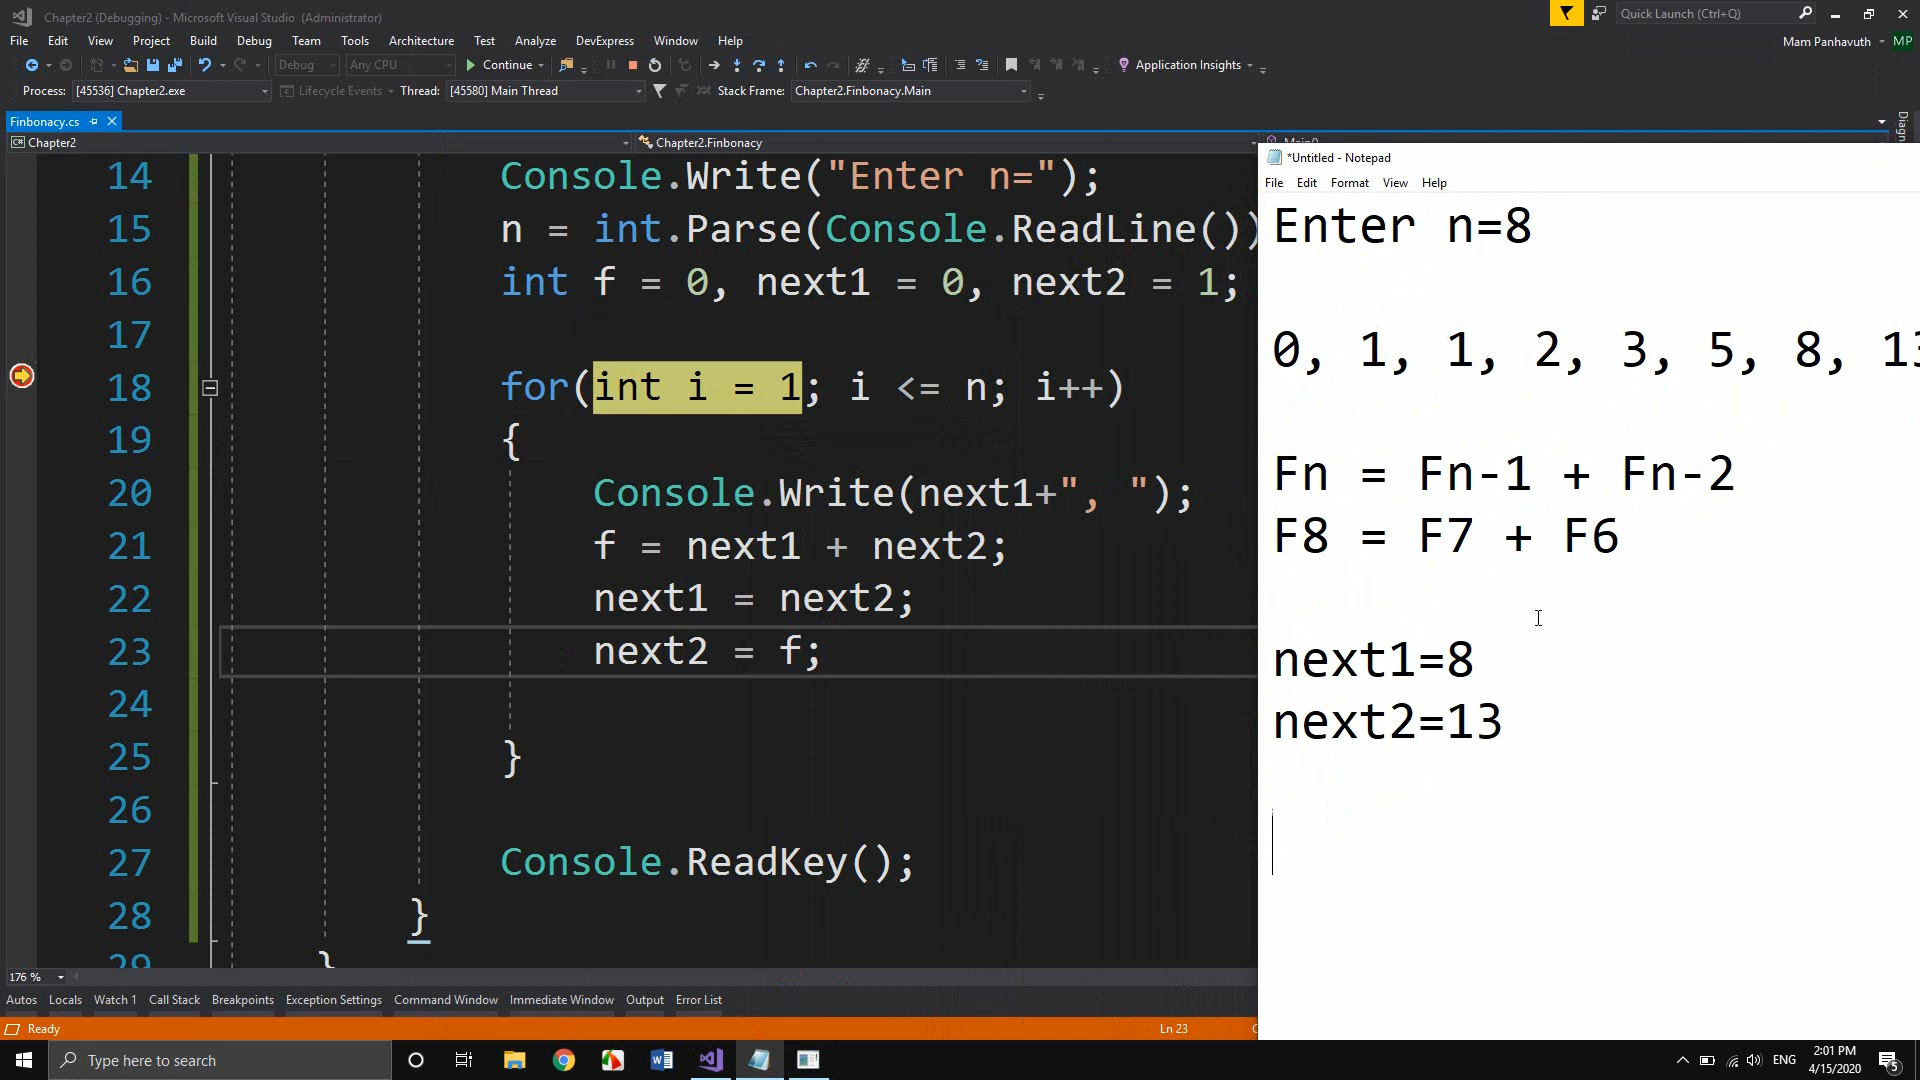 Chapter2 (Debugging) - Microsoft Visual Studio (Administrator)
Quick Launch (Ctrl+Q)
File Edit View Project Build Debug Team Tools Architecture Test Analyze DevExpress Window Help
Mam Panhavuth MP
Debug Any CPU Continue Application Insights
Process: [45536] Chapter2.exe Lifecycle Events Thread: [45580] Main Thread Stack Frame: Chapter2.Finbonacy.Main
Finbonacy.cs
Diagn
C# Chapter2 Chapter2.Finbonacy
14 Console.Write("Enter n=");
15 n = int.Parse(Console.ReadLine())
16 int f = 0, next1 = 0, next2 = 1;
17
18 for(int i = 1; i <= n; i++)
19 {
20 Console.Write(next1+", ");
21 f = next1 + next2;
22 next1 = next2;
23 next2 = f;
24
25 }
26
27 Console.ReadKey();
28 }
29 }
176 %
Autos Locals Watch 1 Call Stack Breakpoints Exception Settings Command Window Immediate Window Output Error List
Ready Ln 23
*Untitled - Notepad
File Edit Format View Help
Enter n=8
0, 1, 1, 2, 3, 5, 8, 13
Fn = Fn-1 + Fn-2
F8 = F7 + F6
next1=8
next2=13
Type here to search
ENG
2:01 PM
4/15/2020
5